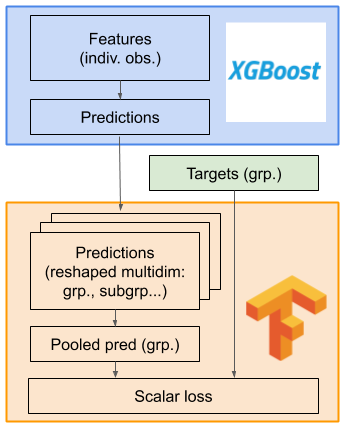 Features
(indiv. obs.)
XGBoost
Predictions
Targets (grp.)
Predictions
(reshaped multidim:
grp., subgrp...)
Pooled pred (grp.)
Scalar loss